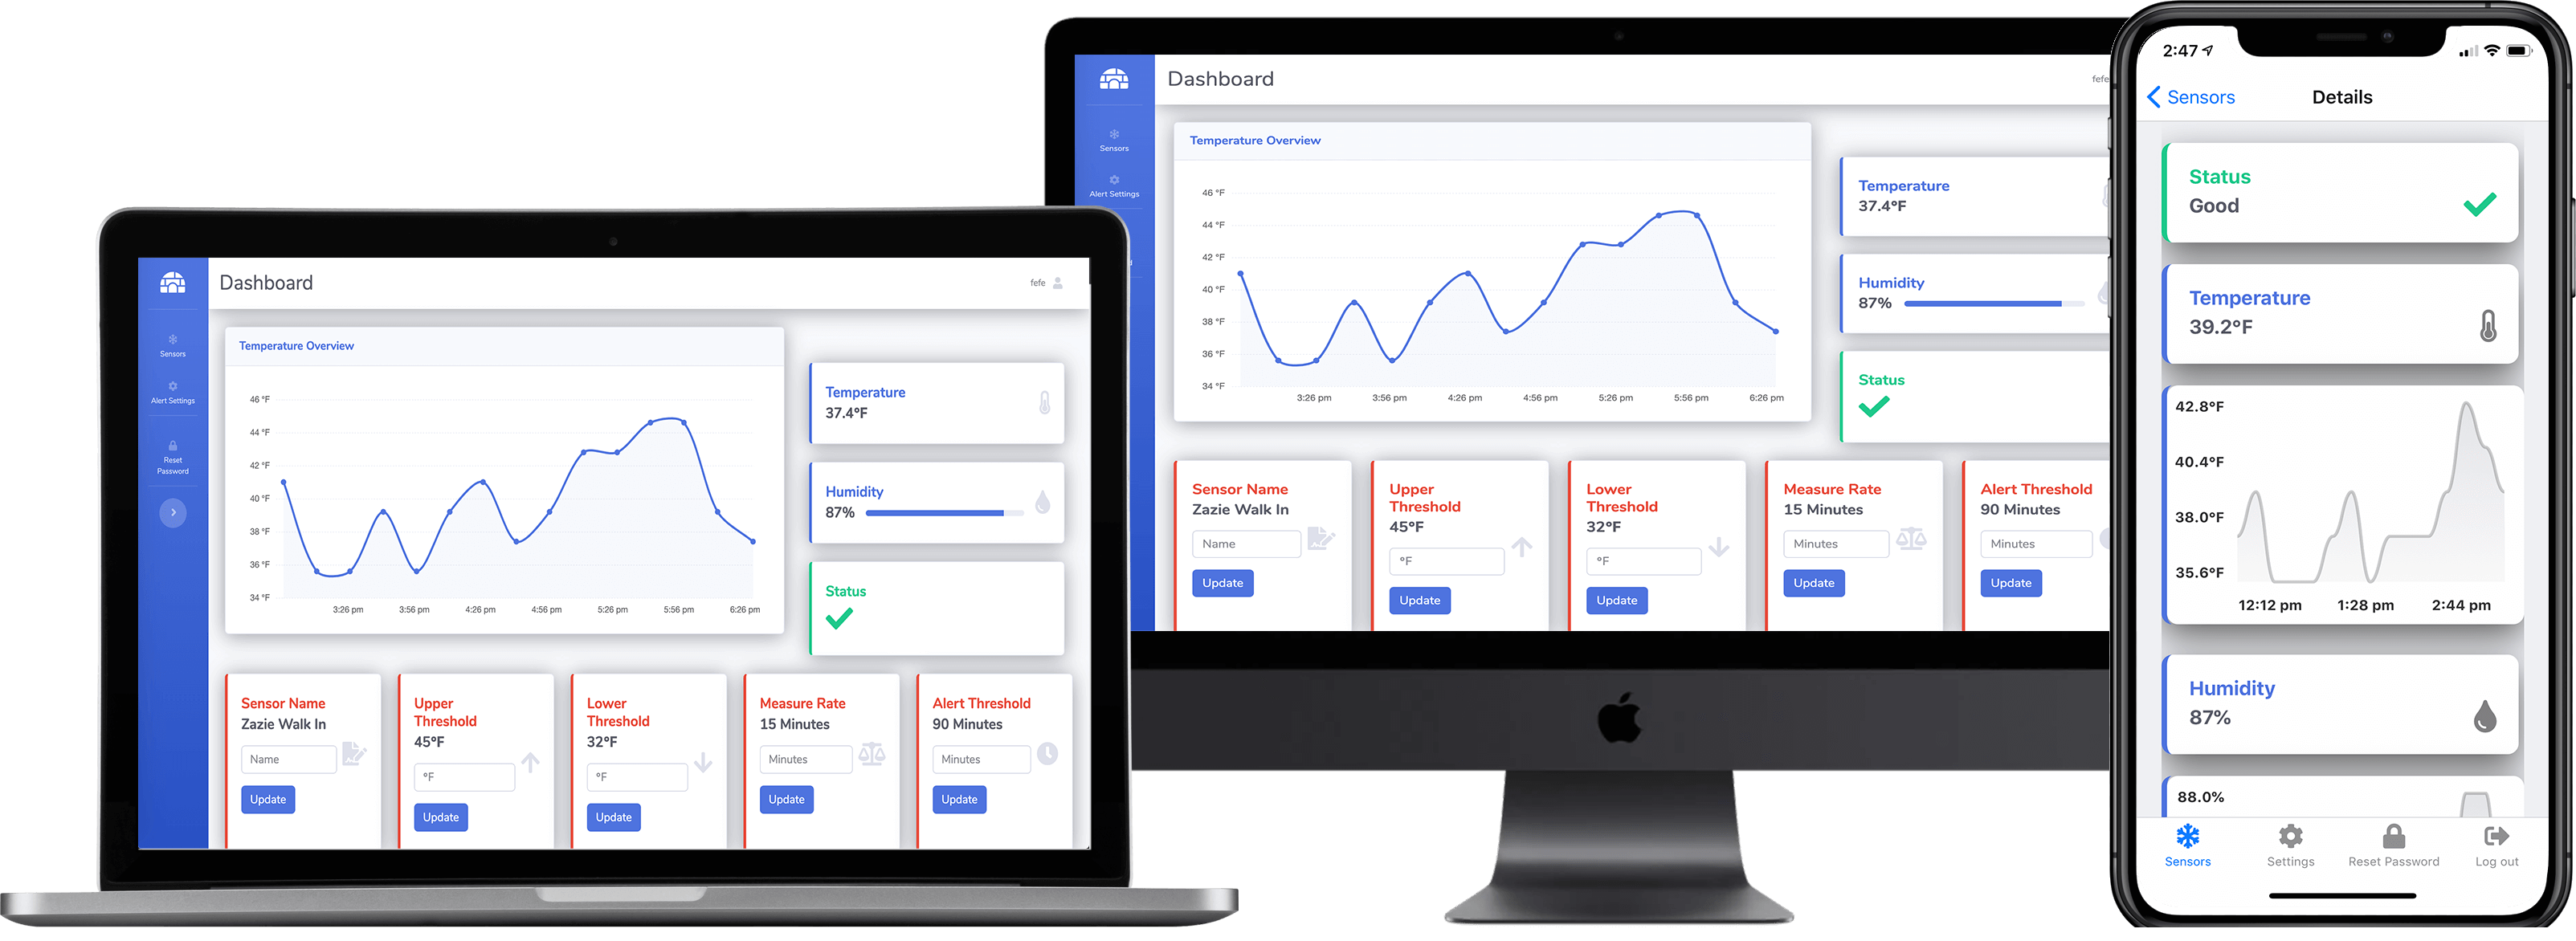 Dashboard
fefe
Sensors
Alert Settings
Reset
Password
Temperature Overview
46 °F
44 °F
42 °F
40 °F
38 °F
36 °F
34 °F
3:26 pm
3:56 pm
4:26 pm
4:56 pm
5:26 pm
5:56 pm
6:26 pm
Temperature
37.4°F
Humidity
87%
Status
Sensor Name
Zazie Walk In
Name
Update
Upper
Threshold
45°F
°F
Update
Lower
Threshold
32°F
°F
Update
Measure Rate
15 Minutes
Minutes
Update
Alert Threshold
90 Minutes
Minutes
Update
Dashboard
fefe
Sensors
Alert Settings
d
Temperature Overview
46 °F
44 °F
42 °F
40 °F
38 °F
36 °F
34 °F
3:26 pm
3:56 pm
4:26 pm
4:56 pm
5:26 pm
5:56 pm
6:26 pm
Temperature
37.4°F
Humidity
87%
Status
Sensor Name
Zazie Walk In
Name
Update
Upper
Threshold
45°F
°F
Update
Lower
Threshold
32°F
°F
Update
Measure Rate
15 Minutes
Minutes
Update
Alert Threshold
90 Minutes
Minutes
Update
2:47
Sensors
Details
Status
Good
Temperature
39.2°F
42.8°F
40.4°F
38.0°F
35.6°F
12:12 pm
1:28 pm
2:44 pm
Humidity
87%
88.0%
Sensors
Settings
Reset Password
Log out